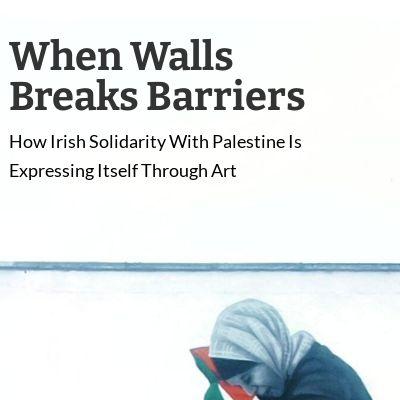 When Walls
Breaks Barriers
How Irish Solidarity With Palestine Is
Expressing Itself Through Art